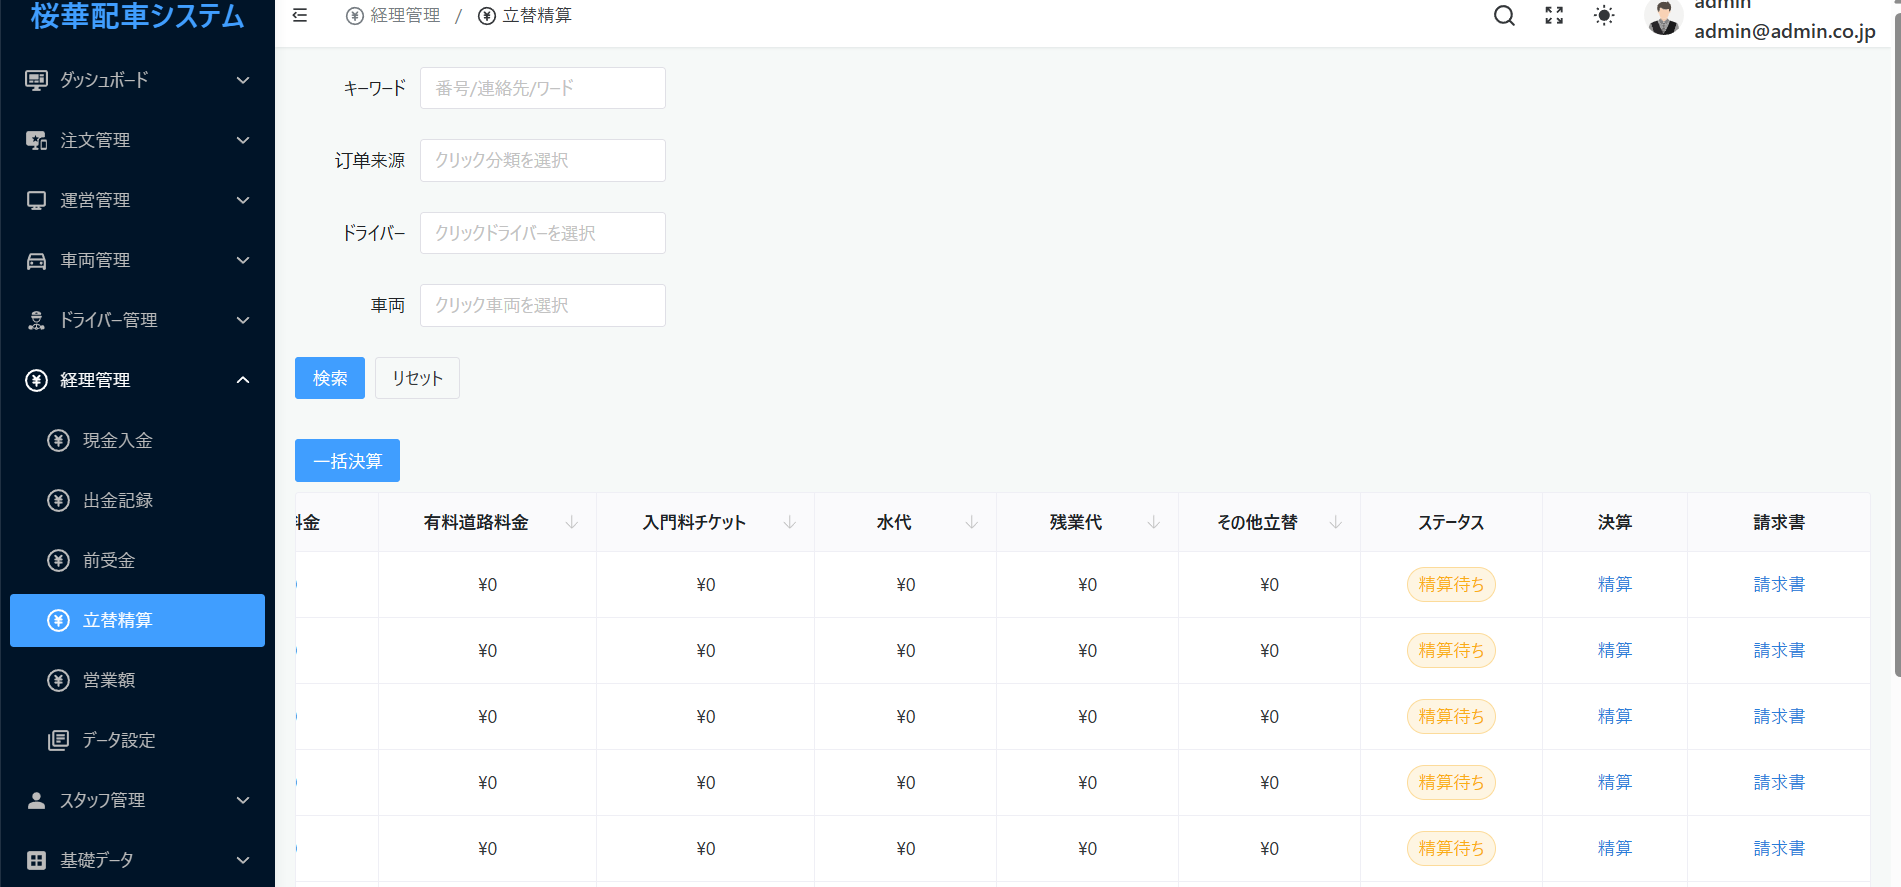 桜華配車システム
ダッシュボード
注文管理
運営管理
車両管理
ドライバー管理
経理管理
現金入金
出金記録
前受金
立替精算
営業額
データ設定
スタッフ管理
基礎データ
経理管理 / 立替精算
admin
admin@admin.co.jp
キーワード 番号/連絡先/ワード
订单来源 クリック分類を選択
ドライバー クリックドライバーを選択
車両 クリック車両を選択
検索 リセット
一括決算
料金 有料道路料金 入門料チケット 水代 残業代 その他立替 ステータス 決算 請求書
¥0 ¥0 ¥0 ¥0 ¥0 精算待ち 精算 請求書
¥0 ¥0 ¥0 ¥0 ¥0 精算待ち 精算 請求書
¥0 ¥0 ¥0 ¥0 ¥0 精算待ち 精算 請求書
¥0 ¥0 ¥0 ¥0 ¥0 精算待ち 精算 請求書
¥0 ¥0 ¥0 ¥0 ¥0 精算待ち 精算 請求書